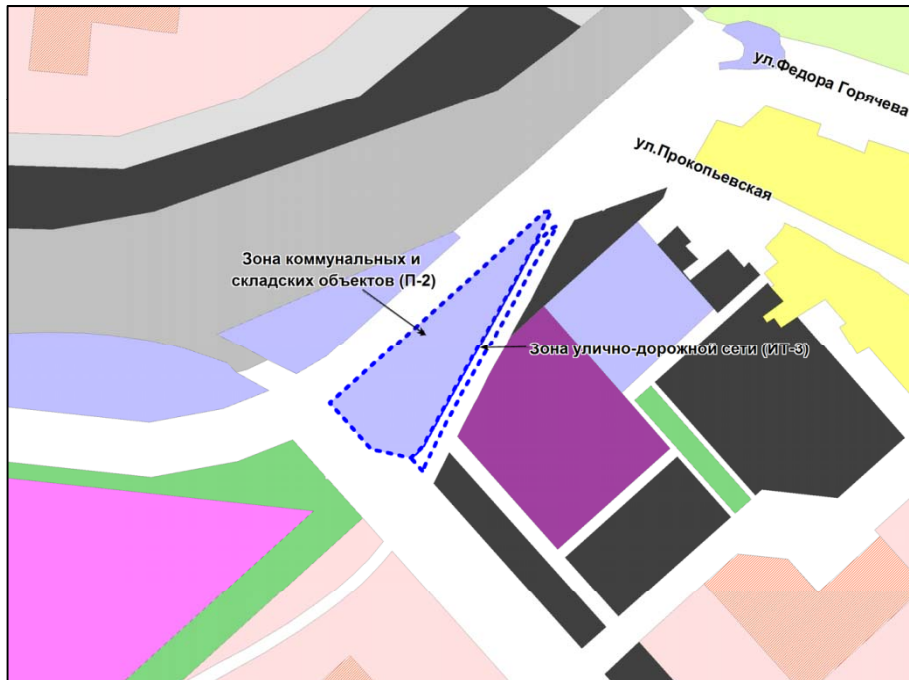 ул.Федора Горячева
ул.Прокопьевская
Зона коммунальных и
складских объектов (П-2)
Зона улично-дорожной сети (ИТ-3)